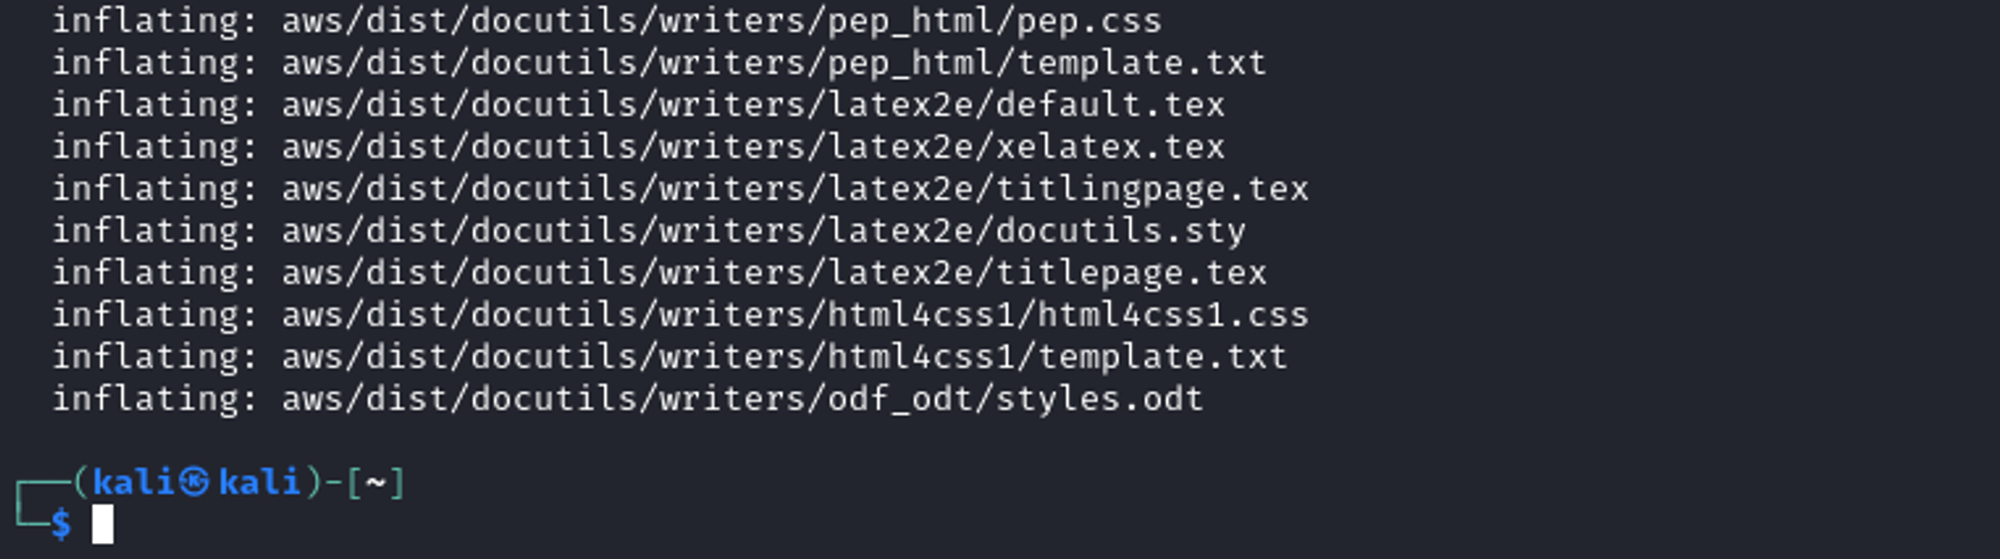 inflating: aws/dist/docutils/writers/pep_html/pep.css
inflating: aws/dist/docutils/writers/pep_html/template.txt
inflating: aws/dist/docutils/writers/latex2e/default.tex
inflating: aws/dist/docutils/writers/latex2e/xelatex.tex
inflating: aws/dist/docutils/writers/latex2e/titlingpage.tex
inflating: aws/dist/docutils/writers/latex2e/docutils.sty
inflating: aws/dist/docutils/writers/latex2e/titlepage.tex
inflating: aws/dist/docutils/writers/html4css1/html4css1.css
inflating: aws/dist/docutils/writers/html4css1/template.txt
inflating: aws/dist/docutils/writers/odf_odt/styles.odt
┌──(kali㉿kali)-[~]
└─$